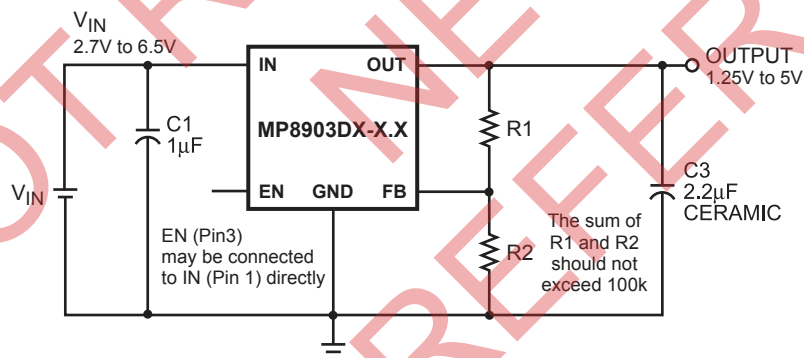 VIN
2.7V to 6.5V
IN
OUT
OUTPUT
1.25V to 5V
C1
1μF
MP8903DX-X.X
R1
C3
2.2μF
CERAMIC
VIN
EN
GND
FB
EN (Pin3)
may be connected
to IN (Pin 1) directly
R2
The sum of
R1 and R2
should not
exceed 100k